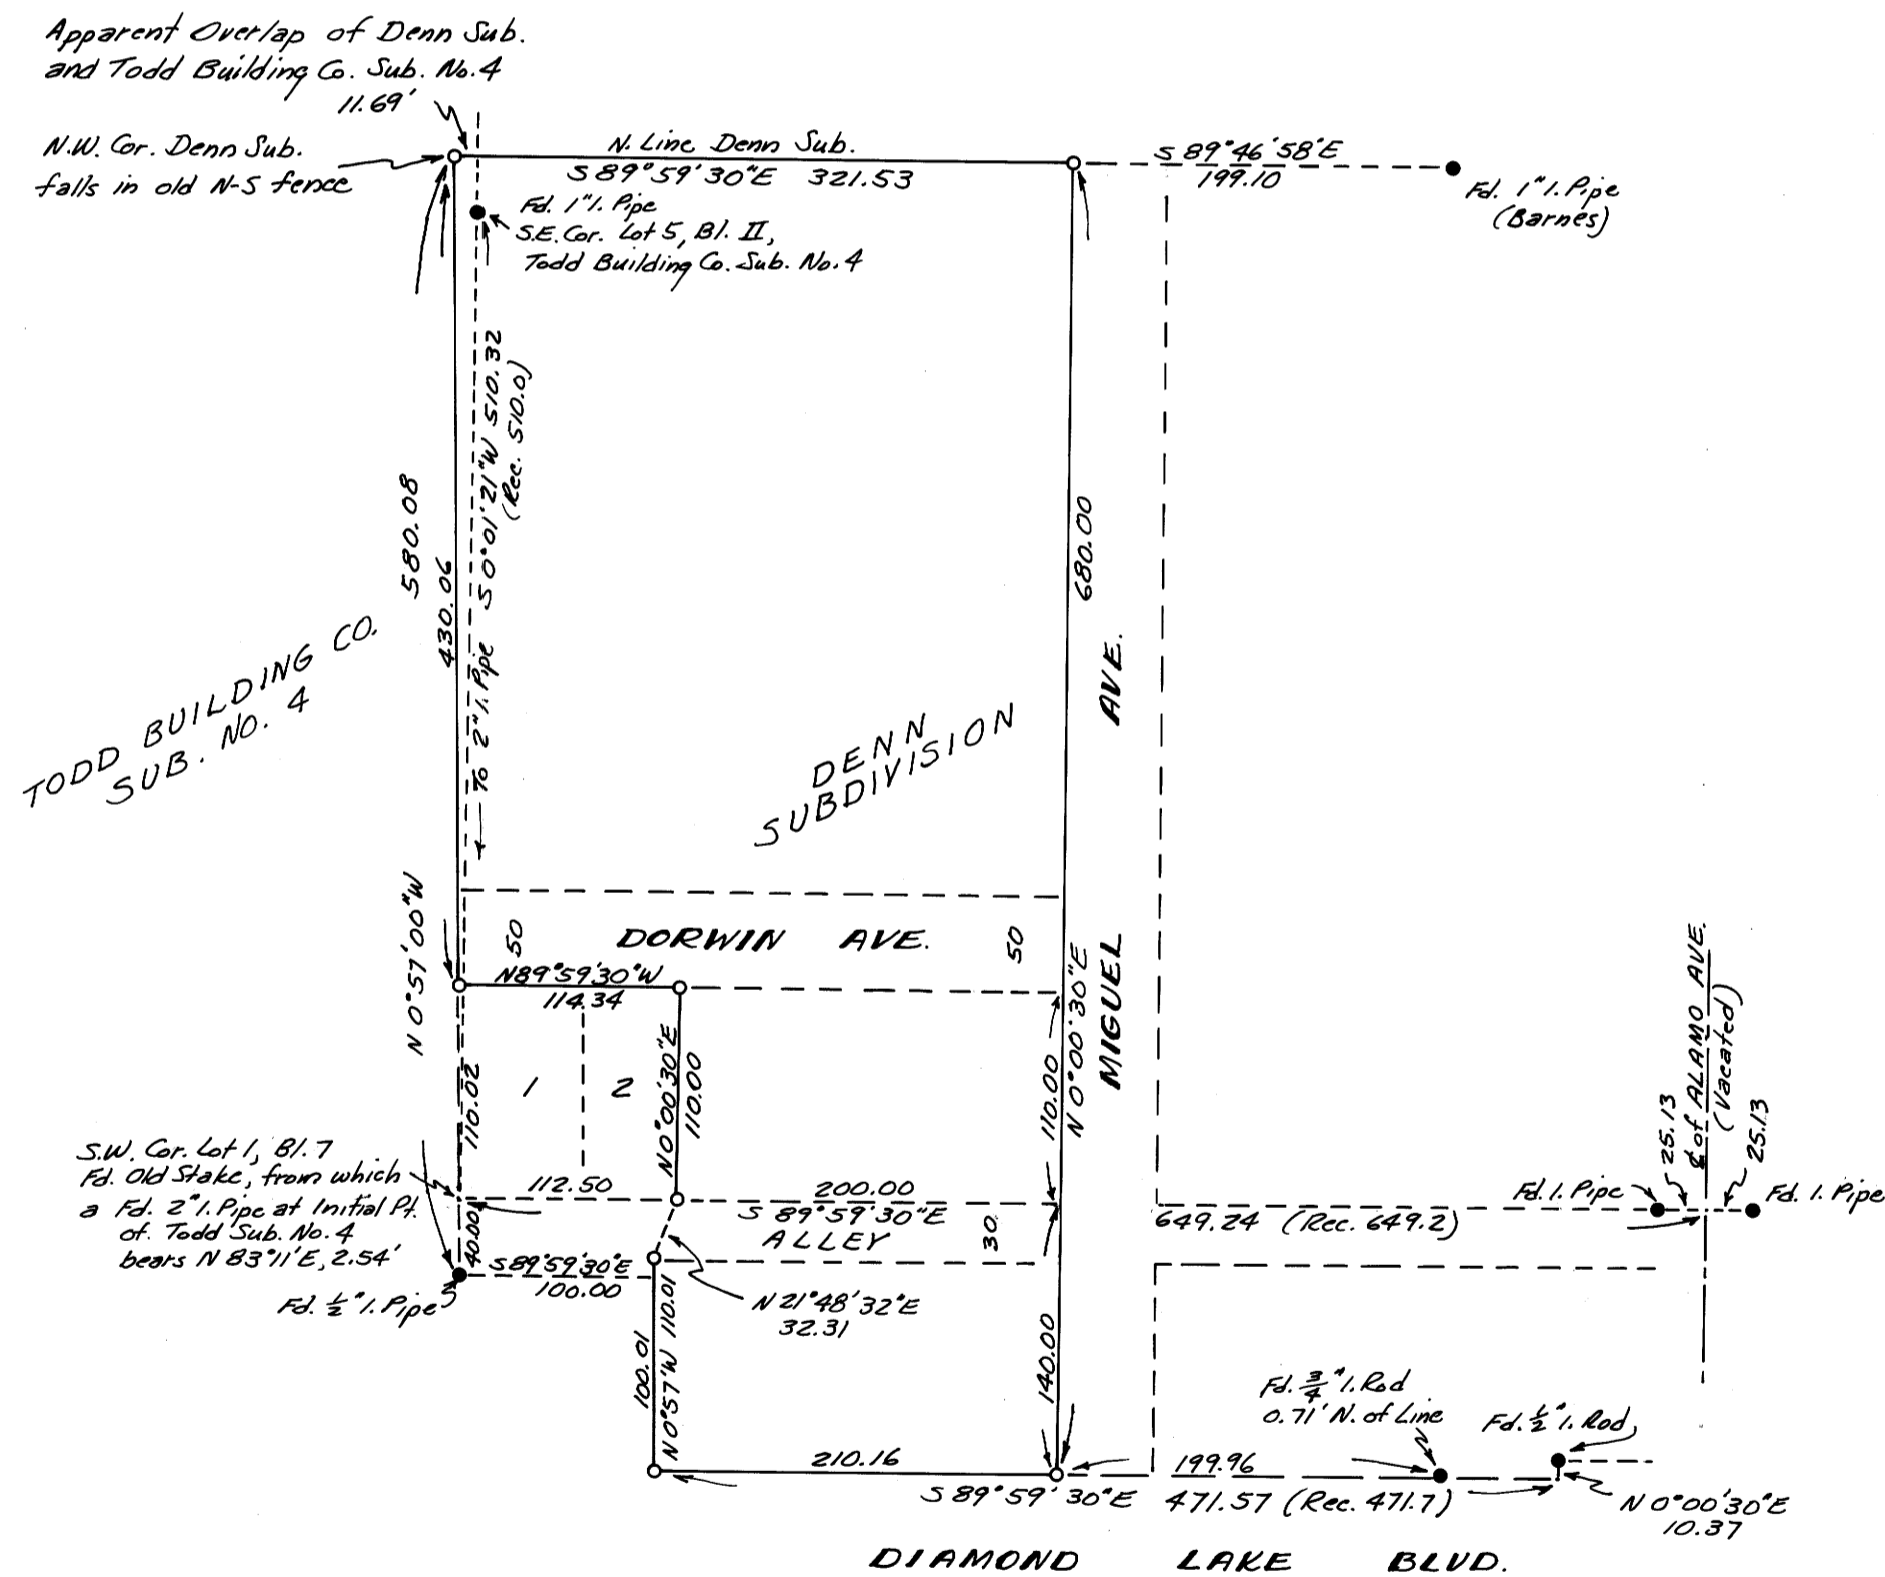 Apparent Overlap of Denn Sub.
and Todd Building Co. Sub. No. 4
11.69'
N.W. Cor. Denn Sub.
falls in old N-S fence
N. Line Denn Sub.
S 89°59'30"E 321.53
S 89°46'58"E
199.10
Fd. 1" I. Pipe
(Barnes)
Fd. 1" I. Pipe
S.E. Cor. Lot 5, Bl. II,
Todd Building Co. Sub. No. 4
To 2" I. Pipe S 0°01'21"W 510.32
(Rec. 510.0)
580.08
430.06
680.00
TODD BUILDING CO.
SUB. NO. 4
DENN
SUBDIVISION
MIGUEL AVE.
N 0°57'00"W
50
DORWIN AVE.
50
N 0°00'30"E
N89°59'30"W
114.34
110.02
1
2
N0°00'30"E
110.00
110.00
℄ of ALAMO AVE.
(Vacated)
25.13
25.13
S.W. Cor. Lot 1, Bl. 7
Fd. Old Stake, from which
a Fd. 2" I. Pipe at Initial Pt.
of Todd Sub. No. 4
bears N 83°11'E, 2.54'
112.50
200.00
S 89°59'30"E
ALLEY
30
40.00
Fd. I. Pipe
Fd. I. Pipe
649.24 (Rec. 649.2)
S89°59'30"E
100.00
Fd. ½" I. Pipe
N 21°48'32"E
32.31
100.01
N 0°57'W 110.01
140.00
Fd. ¾" I. Rod
0.71' N. of Line
Fd. ½" I. Rod
210.16
199.96
S 89°59'30"E 471.57 (Rec. 471.7)
N 0°00'30"E
10.37
DIAMOND LAKE BLVD.